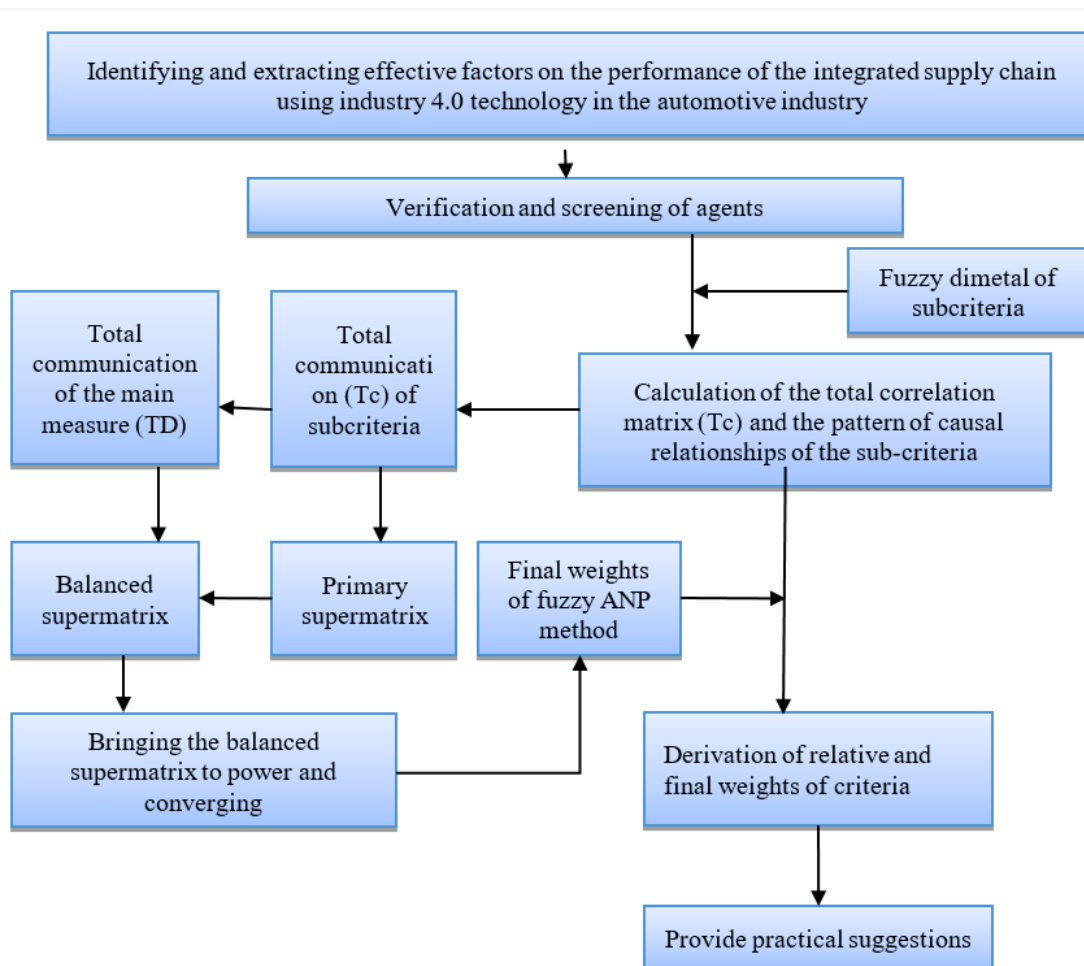 Identifying and extracting effective factors on the performance of the integrated supply chain
using industry 4.0 technology in the automotive industry
Verification and screening of agents
Fuzzy dimetal of
subcriteria
Total
communication
of the main
measure (TD)
Total
communicati
on (Tc) of
subcriteria
Calculation of the total correlation
matrix (Tc) and the pattern of causal
relationships of the sub-criteria
Balanced
supermatrix
Primary
supermatrix
Final weights
of fuzzy ANP
method
Bringing the balanced
supermatrix to power and
converging
Derivation of relative and
final weights of criteria
Provide practical suggestions